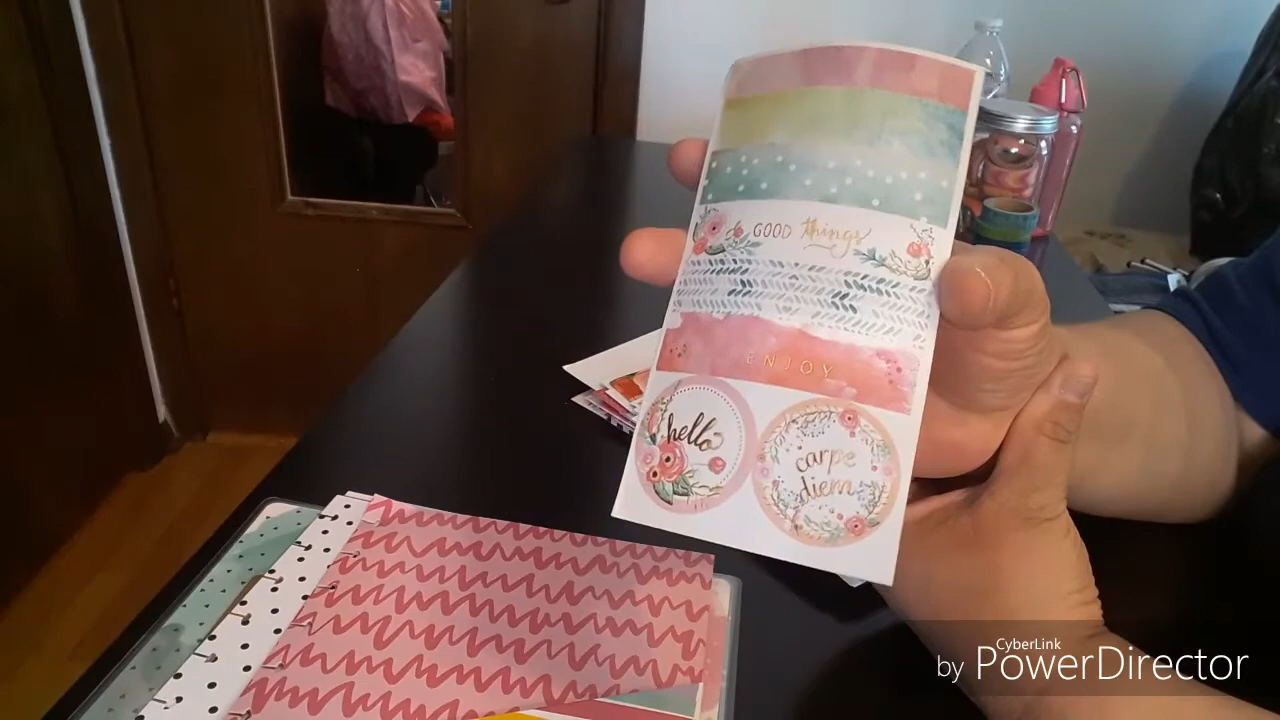 GOOD things
ENJOY
hello
carpe
diem
CyberLink
by PowerDirector